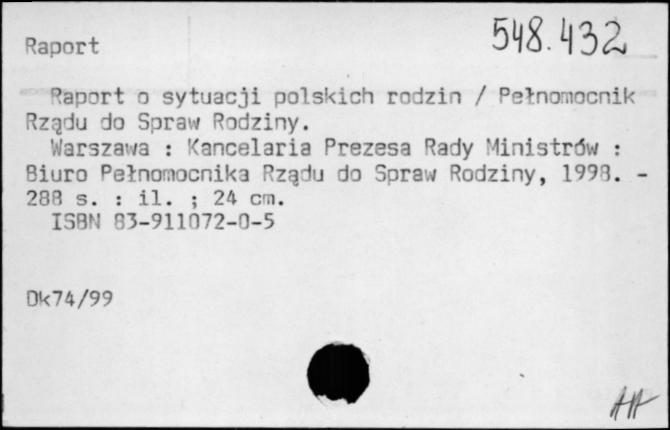 548.432
Raport
Raport o sytuacji polskich rodzin / Pełnomocnik
Rządu do Spraw Rodziny.
Warszawa : Kancelaria Prezesa Rady Ministrów :
Biuro Pełnomocnika Rządu do Spraw Rodziny, 1998. -
288 s. : il. ; 24 cm.
ISBN 83-911072-0-5
Dk74/99